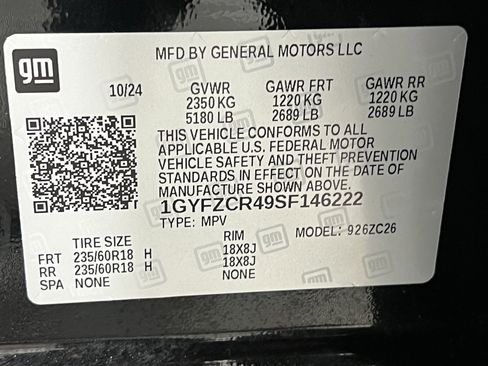 gm
MFD BY GENERAL MOTORS LLC
10/24 GVWR GAWR FRT GAWR RR
2350 KG 1220 KG 1220 KG
5180 LB 2689 LB 2689 LB
THIS VEHICLE CONFORMS TO ALL
APPLICABLE U.S. FEDERAL MOTOR
VEHICLE SAFETY AND THEFT PREVENTION
STANDARDS IN EFFECT ON THE DATE OF
MANUFACTURE SHOWN ABOVE.
1GYFZCR49SF146222
TYPE: MPV MODEL: 926ZC26
TIRE SIZE RIM
FRT 235/60R18 H 18X8J
RR 235/60R18 H 18X8J
SPA NONE NONE